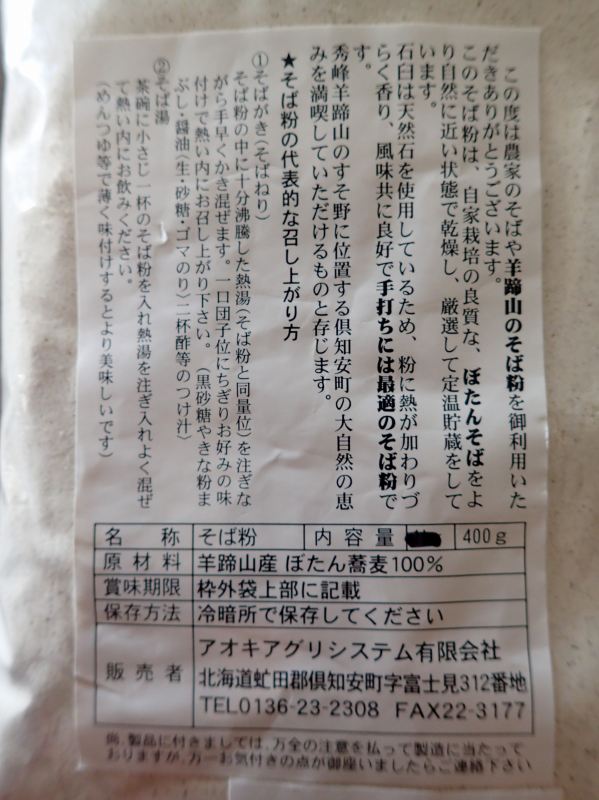 この度は農家のそばや羊蹄山のそば粉を御利用いた
だきありがとうございます。
このそば粉は、自家栽培の良質な、ぼたんそばをよ
り自然に近い状態で乾燥し、厳選して定温貯蔵をして
います。
石臼は天然石を使用しているため、粉に熱が加わりづ
らく香り、風味共に良好で手打ちには最適のそば粉で
す。
秀峰羊蹄山のすそ野に位置する倶知安町の大自然の恵
みを満喫していただけるものと存じます。
★そば粉の代表的な召し上がり方
①そばがき(そばねり)
そば粉の中に十分沸騰した熱湯(そば粉と同量位)を注ぎな
がら手早くかき混ぜます。一口団子位にちぎりお好みの味
付けで熱い内にお召し上がり下さい。(黒砂糖やきな粉ま
ぶし・醤油(生・砂糖・ゴマのり)二杯酢等のつけ汁)
②そば湯
茶碗に小さじ一杯のそば粉を入れ熱湯を注ぎ入れよく混ぜ
て熱い内にお飲みください。
(めんつゆ等で薄く味付けするとより美味しいです)
名称 そば粉 内容量 400g
原材料 羊蹄山産 ぼたん蕎麦100%
賞味期限 枠外袋上部に記載
保存方法 冷暗所で保存してください
販売者 アオキアグリシステム有限会社
北海道虻田郡倶知安町字富士見312番地
TEL0136-23-2308 FAX22-3177
尚、製品に付きましては、万全の注意を払って製造に当たって
おりますが、万一お気付きの点が御座いましたらご連絡下さい